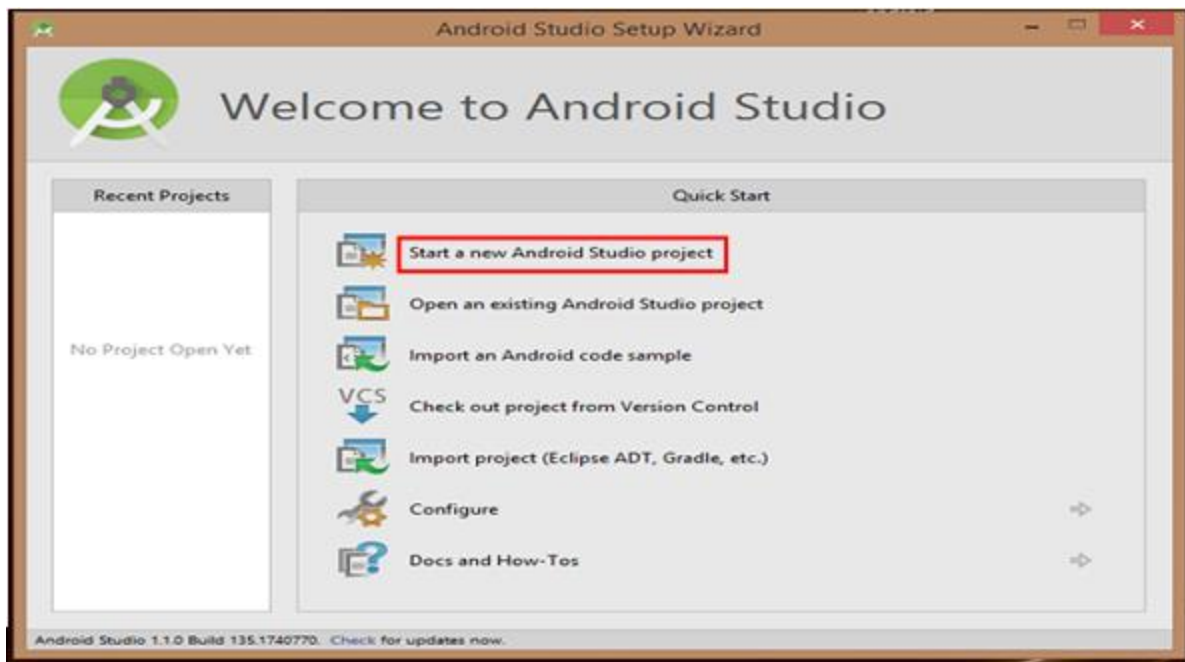 Android Studio Setup Wizard
Welcome to Android Studio
Recent Projects
No Project Open Yet
Quick Start
Start a new Android Studio project
Open an existing Android Studio project
Import an Android code sample
VCS
Check out project from Version Control
Import project (Eclipse ADT, Gradle, etc.)
Configure
Docs and How-Tos
Android Studio 1.1.0 Build 135.1740770. Check for updates now.